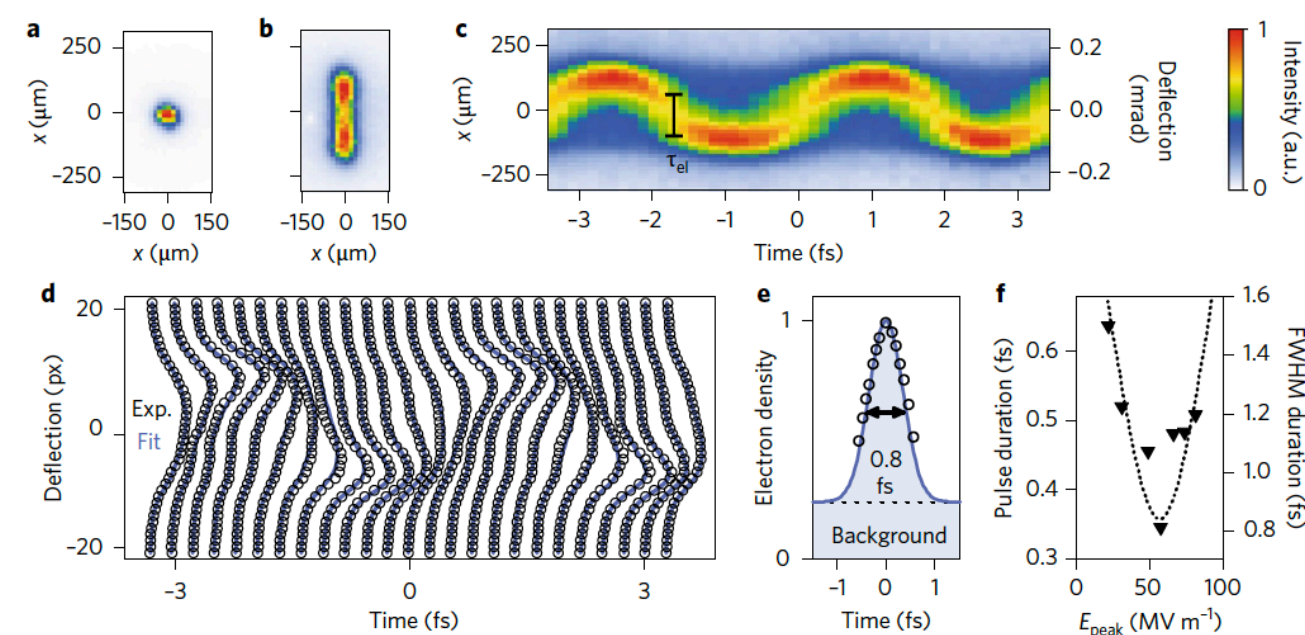 a
250
0
–250
x (µm)
–150 0 150
x (µm)
b
–150 0 150
x (µm)
c
250
0
–250
x (µm)
τel
–3 –2 –1 0 1 2 3
Time (fs)
0.2
0.0
–0.2
Deflection
(mrad)
1
0
Intensity (a.u.)
d
20
0
–20
Deflection (px)
Exp.
Fit
–3 0 3
Time (fs)
e
1
0
Electron density
0.8
fs
Background
–1 0 1
Time (fs)
f
0.6
0.5
0.4
0.3
Pulse duration (fs)
1.6
1.4
1.2
1.0
0.8
FWHM duration (fs)
0 50 100
Epeak (MV m⁻¹)